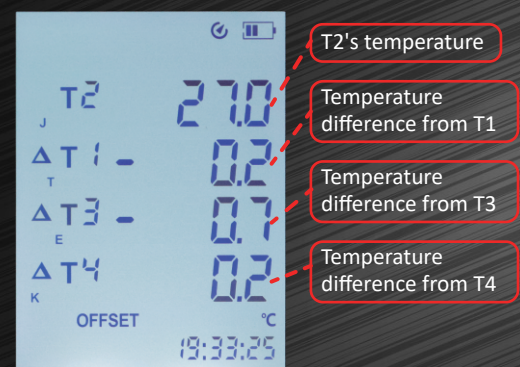 T2 27.0
J
T2's temperature
ΔT1 - 0.2
T
Temperature
difference from T1
ΔT3 - 0.7
E
Temperature
difference from T3
ΔT4 0.2
K
Temperature
difference from T4
OFFSET °C
19:33:25